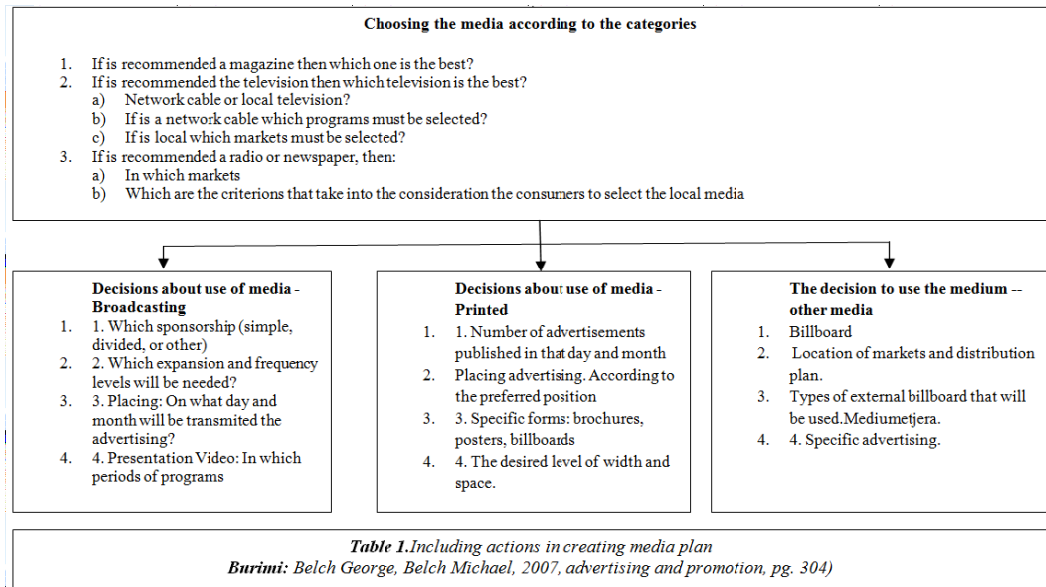 Choosing the media according to the categories
1. If is recommended a magazine then which one is the best?
2. If is recommended the television then which television is the best?
a) Network cable or local television?
b) If is a network cable which programs must be selected?
c) If is local which markets must be selected?
3. If is recommended a radio or newspaper, then:
a) In which markets
b) Which are the criterions that take into the consideration the consumers to select the local media
Decisions about use of media -
Broadcasting
1. 1. Which sponsorship (simple,
divided, or other)
2. 2. Which expansion and frequency
levels will be needed?
3. 3. Placing: On what day and
month will be transmited the
advertising?
4. 4. Presentation Video: In which
periods of programs
Decisions about use of media -
Printed
1. 1. Number of advertisements
published in that day and month
2. Placing advertising. According to
the preferred position
3. 3. Specific forms: brochures,
posters, billboards
4. 4. The desired level of width and
space.
The decision to use the medium --
other media
1. Billboard
2. Location of markets and distribution
plan.
3. Types of external billboard that will
be used.Mediumetjera.
4. 4. Specific advertising.
Table 1.Including actions in creating media plan
Burimi: Belch George, Belch Michael, 2007, advertising and promotion, pg. 304)